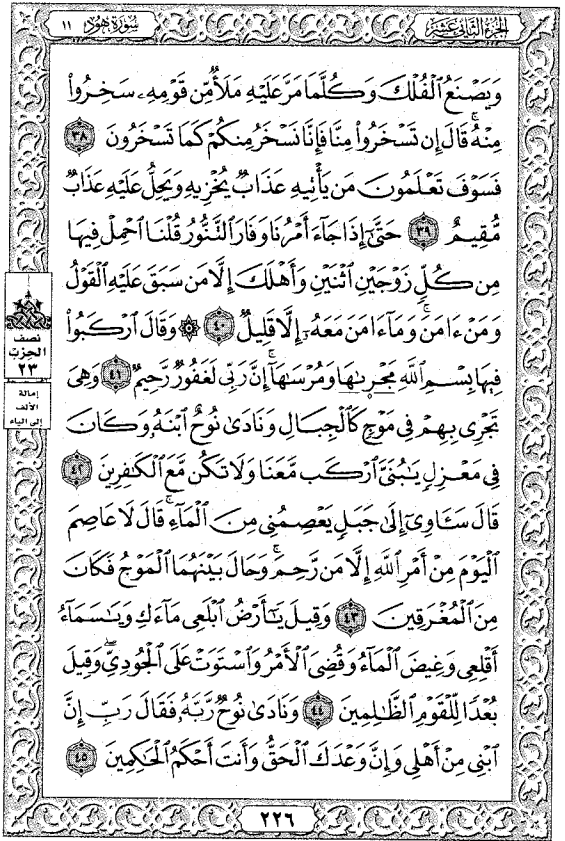 الجزء الثاني عشر
سورة هود ١١
وَيَصْنَعُ ٱلْفُلْكَ وَكُلَّمَا مَرَّ عَلَيْهِ مَلَأٌ مِّن قَوْمِهِۦ سَخِرُوا۟
مِنْهُ ۚ قَالَ إِن تَسْخَرُوا۟ مِنَّا فَإِنَّا نَسْخَرُ مِنكُمْ كَمَا تَسْخَرُونَ ٣٨
فَسَوْفَ تَعْلَمُونَ مَن يَأْتِيهِ عَذَابٌ يُخْزِيهِ وَيَحِلُّ عَلَيْهِ عَذَابٌ
مُّقِيمٌ ٣٩ حَتَّىٰٓ إِذَا جَآءَ أَمْرُنَا وَفَارَ ٱلتَّنُّورُ قُلْنَا ٱحْمِلْ فِيهَا
مِن كُلٍّ زَوْجَيْنِ ٱثْنَيْنِ وَأَهْلَكَ إِلَّا مَن سَبَقَ عَلَيْهِ ٱلْقَوْلُ
وَمَنْ ءَامَنَ ۚ وَمَآ ءَامَنَ مَعَهُۥٓ إِلَّا قَلِيلٌ ٤٠ ۞ وَقَالَ ٱرْكَبُوا۟
فِيهَا بِسْمِ ٱللَّهِ مَجْر۪ىٰهَا وَمُرْسَىٰهَآ ۚ إِنَّ رَبِّى لَغَفُورٌ رَّحِيمٌ ٤١ وَهِىَ
تَجْرِى بِهِمْ فِى مَوْجٍ كَٱلْجِبَالِ وَنَادَىٰ نُوحٌ ٱبْنَهُۥ وَكَانَ
فِى مَعْزِلٍ يَٰبُنَىَّ ٱرْكَب مَّعَنَا وَلَا تَكُن مَّعَ ٱلْكَٰفِرِينَ ٤٢
قَالَ سَـَٔاوِىٓ إِلَىٰ جَبَلٍ يَعْصِمُنِى مِنَ ٱلْمَآءِ ۚ قَالَ لَا عَاصِمَ
ٱلْيَوْمَ مِنْ أَمْرِ ٱللَّهِ إِلَّا مَن رَّحِمَ ۚ وَحَالَ بَيْنَهُمَا ٱلْمَوْجُ فَكَانَ
مِنَ ٱلْمُغْرَقِينَ ٤٣ وَقِيلَ يَٰٓأَرْضُ ٱبْلَعِى مَآءَكِ وَيَٰسَمَآءُ
أَقْلِعِى وَغِيضَ ٱلْمَآءُ وَقُضِىَ ٱلْأَمْرُ وَٱسْتَوَتْ عَلَى ٱلْجُودِىِّ ۖ وَقِيلَ
بُعْدًا لِّلْقَوْمِ ٱلظَّٰلِمِينَ ٤٤ وَنَادَىٰ نُوحٌ رَّبَّهُۥ فَقَالَ رَبِّ إِنَّ
ٱبْنِى مِنْ أَهْلِى وَإِنَّ وَعْدَكَ ٱلْحَقُّ وَأَنتَ أَحْكَمُ ٱلْحَٰكِمِينَ ٤٥
نصف
الحزب
٢٣
إمالة
الألف
إلى الياء
٢٢٦